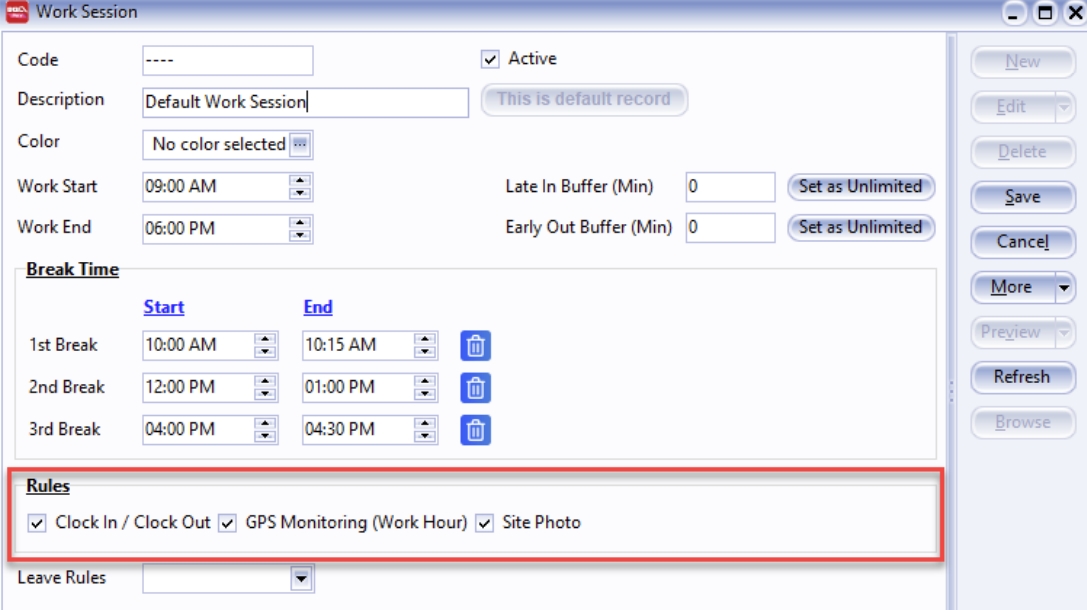 Work Session
Code ----
Active
Description Default Work Session
This is default record
Color No color selected ...
Work Start 09:00 AM
Late In Buffer (Min) 0 Set as Unlimited
Work End 06:00 PM
Early Out Buffer (Min) 0 Set as Unlimited
Break Time
Start End
1st Break 10:00 AM 10:15 AM
2nd Break 12:00 PM 01:00 PM
3rd Break 04:00 PM 04:30 PM
Rules
Clock In / Clock Out GPS Monitoring (Work Hour) Site Photo
Leave Rules
New
Edit
Delete
Save
Cancel
More
Preview
Refresh
Browse